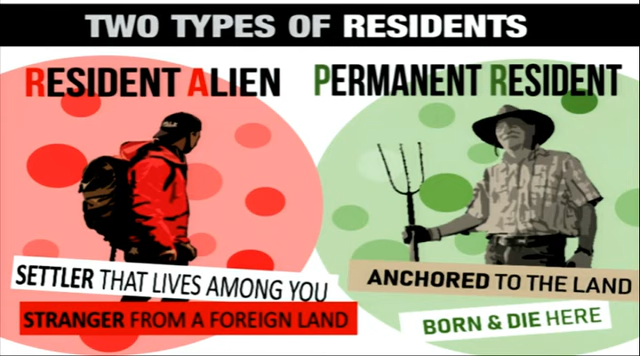 TWO TYPES OF RESIDENTS
RESIDENT ALIEN
PERMANENT RESIDENT
SETTLER THAT LIVES AMONG YOU
STRANGER FROM A FOREIGN LAND
ANCHORED TO THE LAND
BORN & DIE HERE